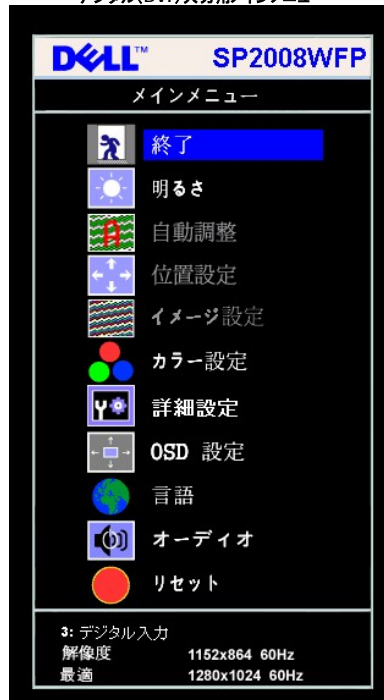 DELL™ SP2008WFP
メインメニュー
終了
明るさ
自動調整
位置設定
イメージ設定
カラー設定
詳細設定
OSD 設定
言語
オーディオ
リセット
3: デジタル入力
解像度 1152x864 60Hz
最適 1280x1024 60Hz